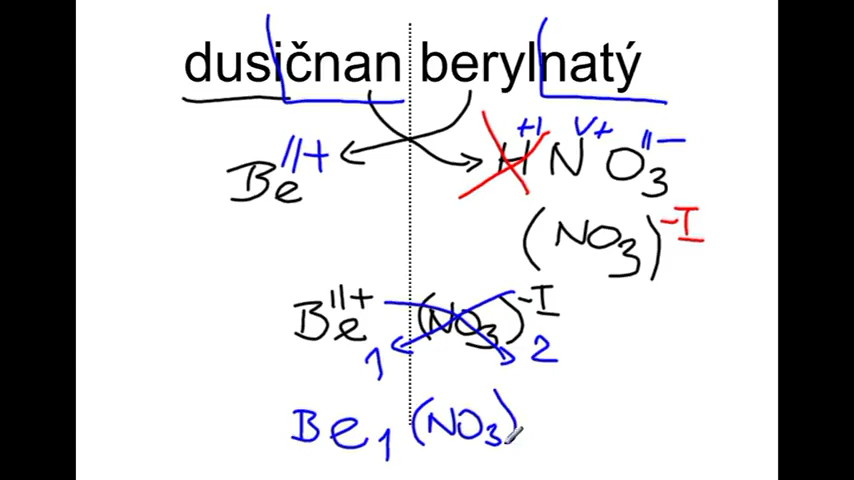 dusičnan berylnatý
+I V+ II-
Be II+ H N O3
(NO3) -I
Be II+ (NO3) -I
1 2
Be1 (NO3)